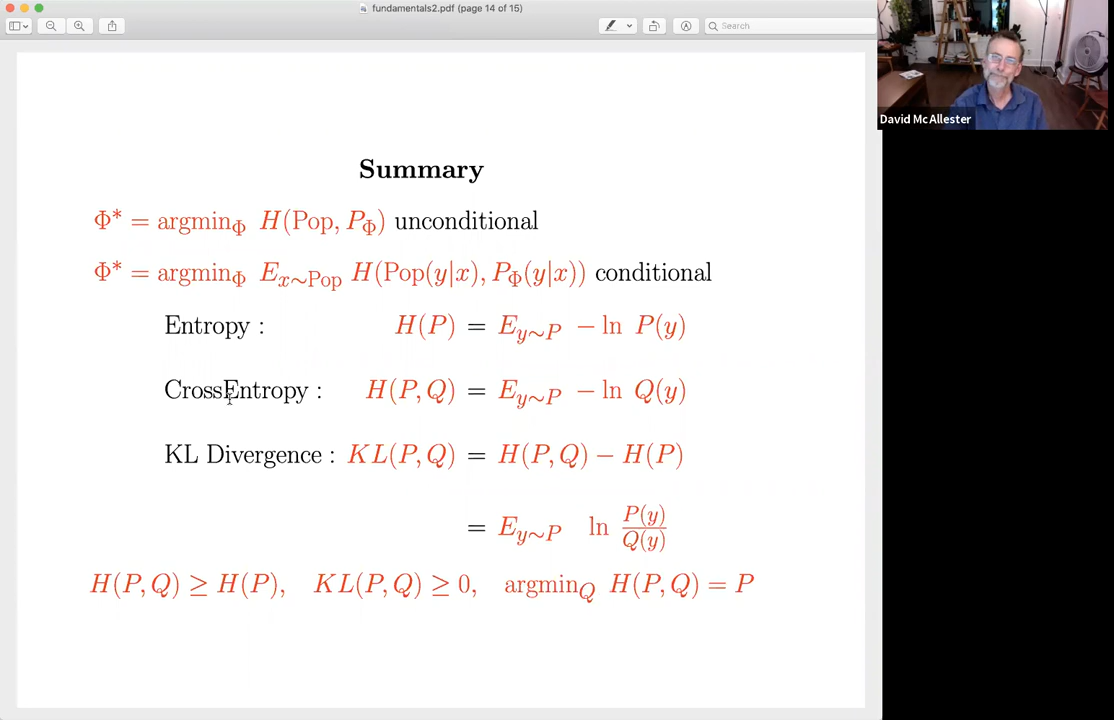 fundamentals2.pdf (page 14 of 15)
Search
David McAllester
Summary
Φ* = argmin_Φ H(Pop, P_Φ) unconditional
Φ* = argmin_Φ E_{x∼Pop} H(Pop(y|x), P_Φ(y|x)) conditional
Entropy : H(P) = E_{y∼P} − ln P(y)
CrossEntropy : H(P, Q) = E_{y∼P} − ln Q(y)
KL Divergence : KL(P, Q) = H(P, Q) − H(P)
= E_{y∼P} ln P(y)/Q(y)
H(P, Q) ≥ H(P), KL(P, Q) ≥ 0, argmin_Q H(P, Q) = P